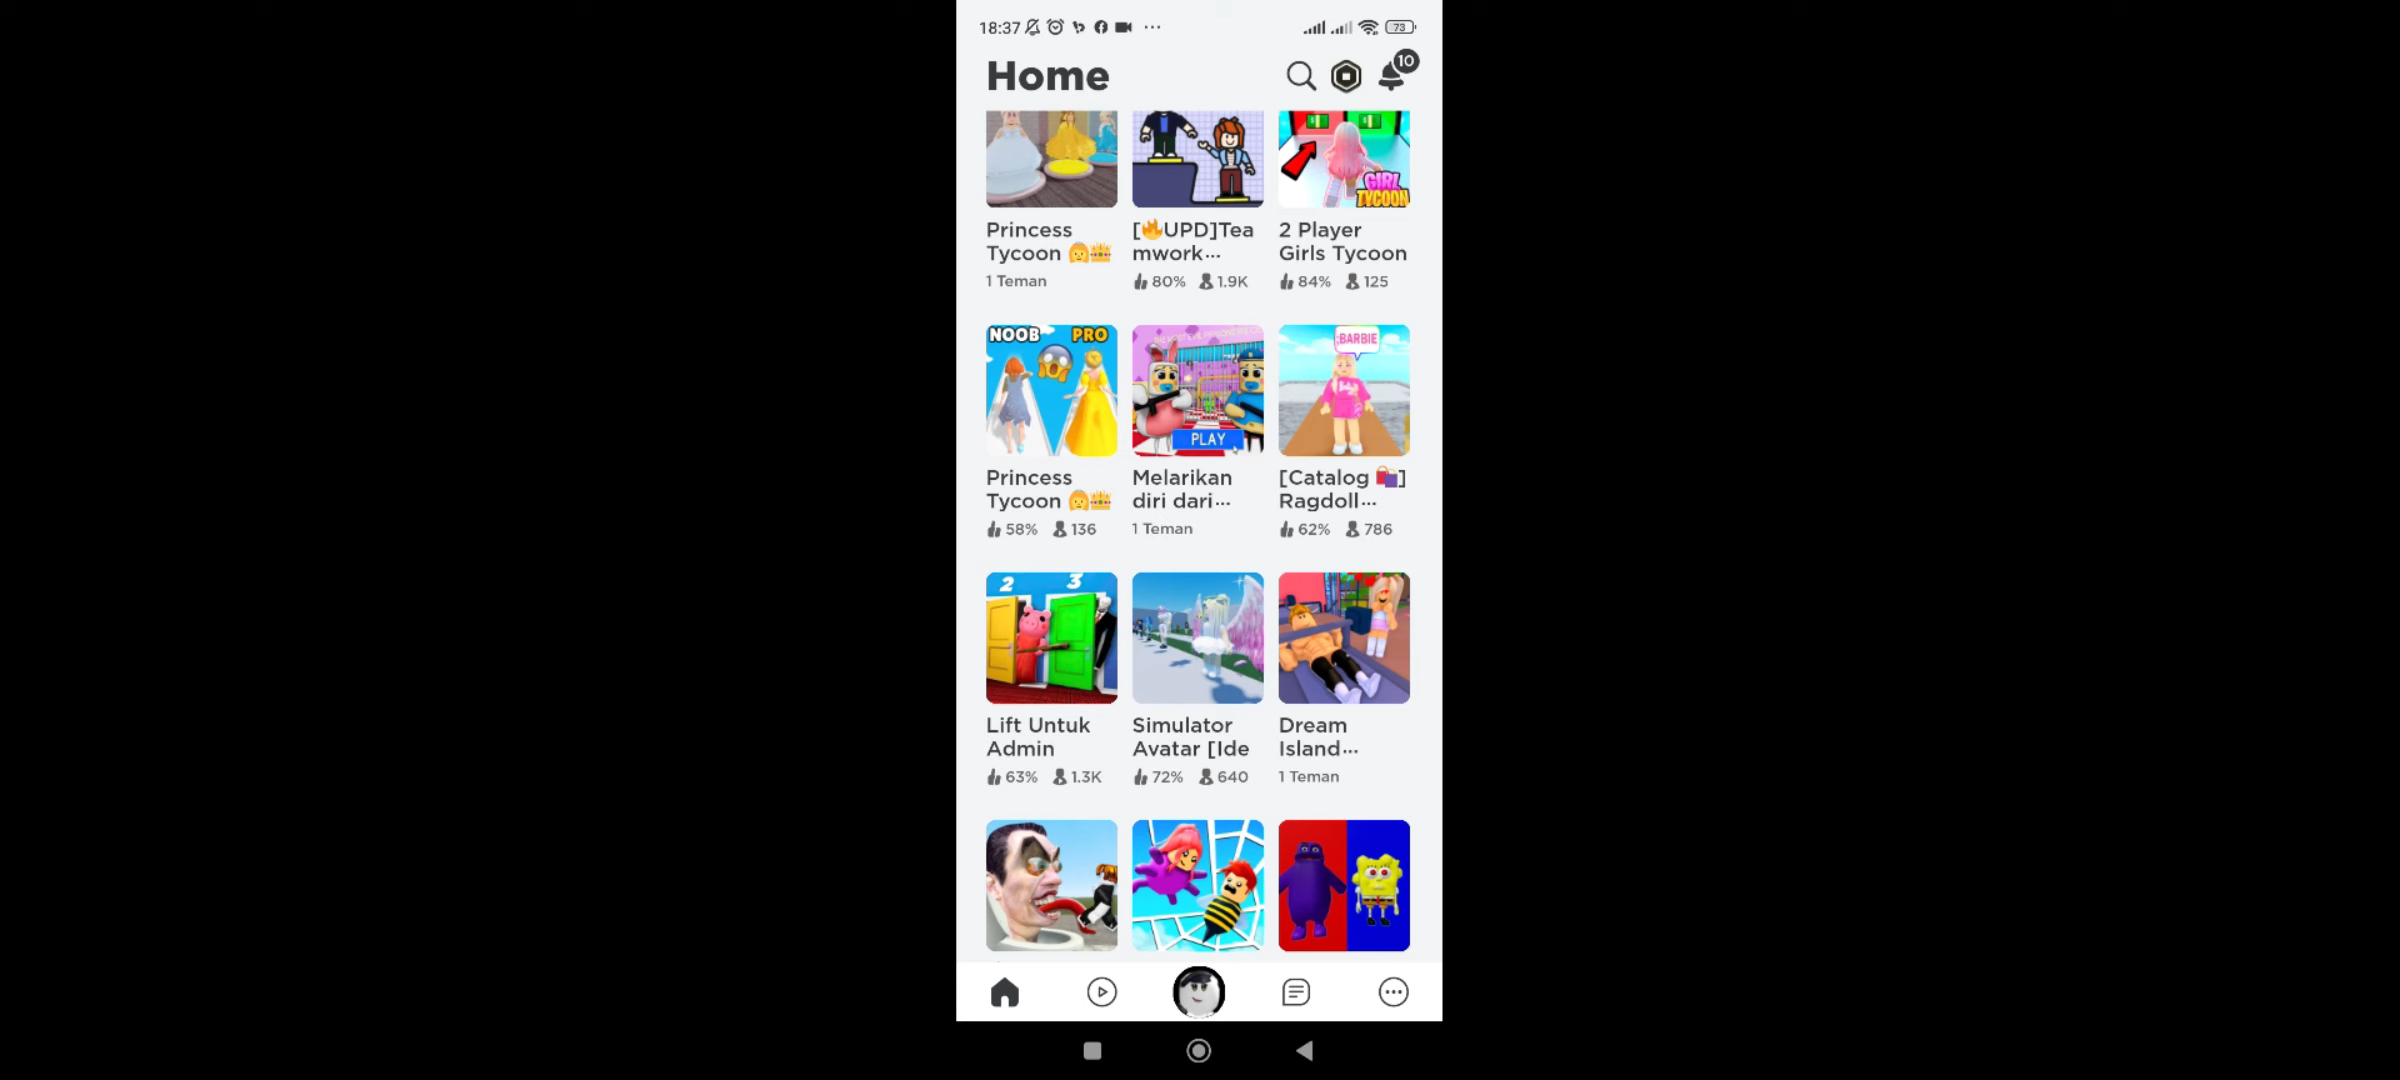 18:37
73
Home
10
GIRL
TYCOON
Princess
Tycoon 👸👑
1 Teman
[🔥UPD]Tea
mwork...
80% 1.9K
2 Player
Girls Tycoon
84% 125
NOOB PRO
PLAY
:BARBIE
Princess
Tycoon 👸👑
58% 136
Melarikan
diri dari...
1 Teman
[Catalog 🛍️]
Ragdoll...
62% 786
2 3
Lift Untuk
Admin
63% 1.3K
Simulator
Avatar [Ide
72% 640
Dream
Island...
1 Teman